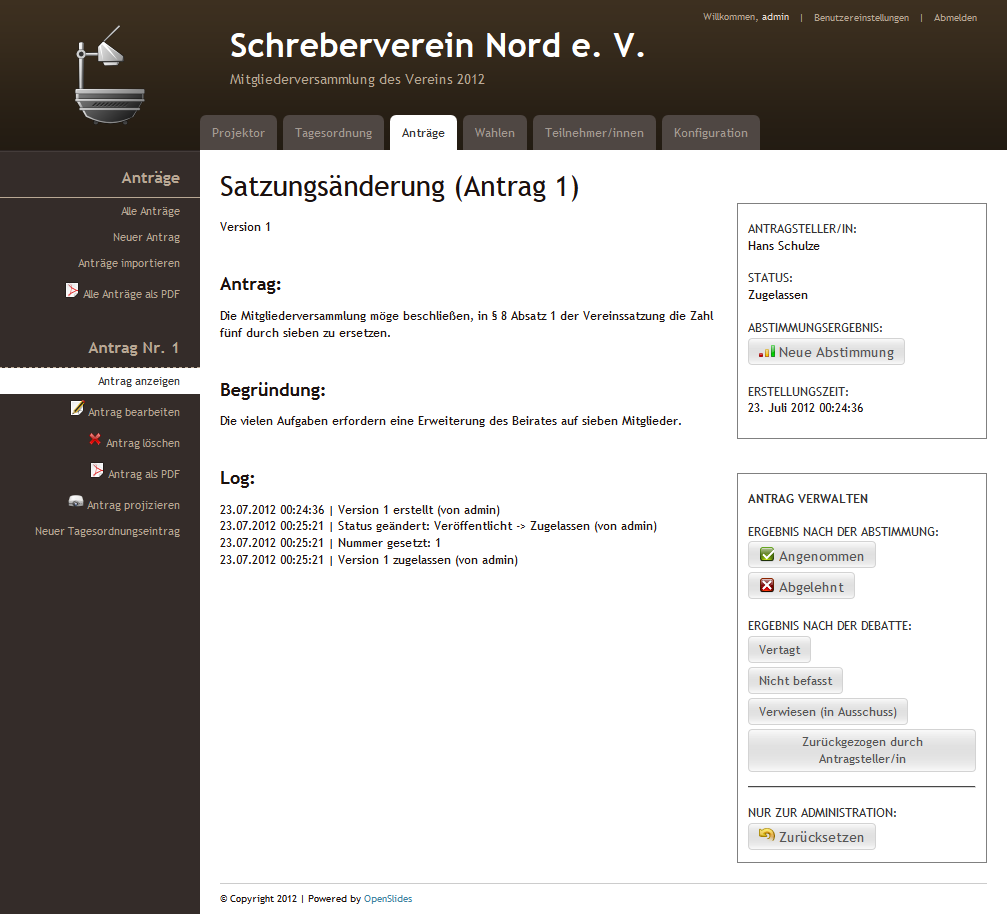 Willkommen, admin | Benutzereinstellungen | Abmelden
Schreberverein Nord e. V.
Mitgliederversammlung des Vereins 2012
Projektor
Tagesordnung
Anträge
Wahlen
Teilnehmer/innen
Konfiguration
Anträge
Alle Anträge
Neuer Antrag
Anträge importieren
Alle Anträge als PDF
Antrag Nr. 1
Antrag anzeigen
Antrag bearbeiten
Antrag löschen
Antrag als PDF
Antrag projizieren
Neuer Tagesordnungseintrag
Satzungsänderung (Antrag 1)
Version 1
Antrag:
Die Mitgliederversammlung möge beschließen, in § 8 Absatz 1 der Vereinssatzung die Zahl
fünf durch sieben zu ersetzen.
Begründung:
Die vielen Aufgaben erfordern eine Erweiterung des Beirates auf sieben Mitglieder.
Log:
23.07.2012 00:24:36 | Version 1 erstellt (von admin)
23.07.2012 00:25:21 | Status geändert: Veröffentlicht -> Zugelassen (von admin)
23.07.2012 00:25:21 | Nummer gesetzt: 1
23.07.2012 00:25:21 | Version 1 zugelassen (von admin)
ANTRAGSTELLER/IN:
Hans Schulze
STATUS:
Zugelassen
ABSTIMMUNGSERGEBNIS:
Neue Abstimmung
ERSTELLUNGSZEIT:
23. Juli 2012 00:24:36
ANTRAG VERWALTEN
ERGEBNIS NACH DER ABSTIMMUNG:
Angenommen
Abgelehnt
ERGEBNIS NACH DER DEBATTE:
Vertagt
Nicht befasst
Verwiesen (in Ausschuss)
Zurückgezogen durch
Antragsteller/in
NUR ZUR ADMINISTRATION:
Zurücksetzen
© Copyright 2012 | Powered by OpenSlides